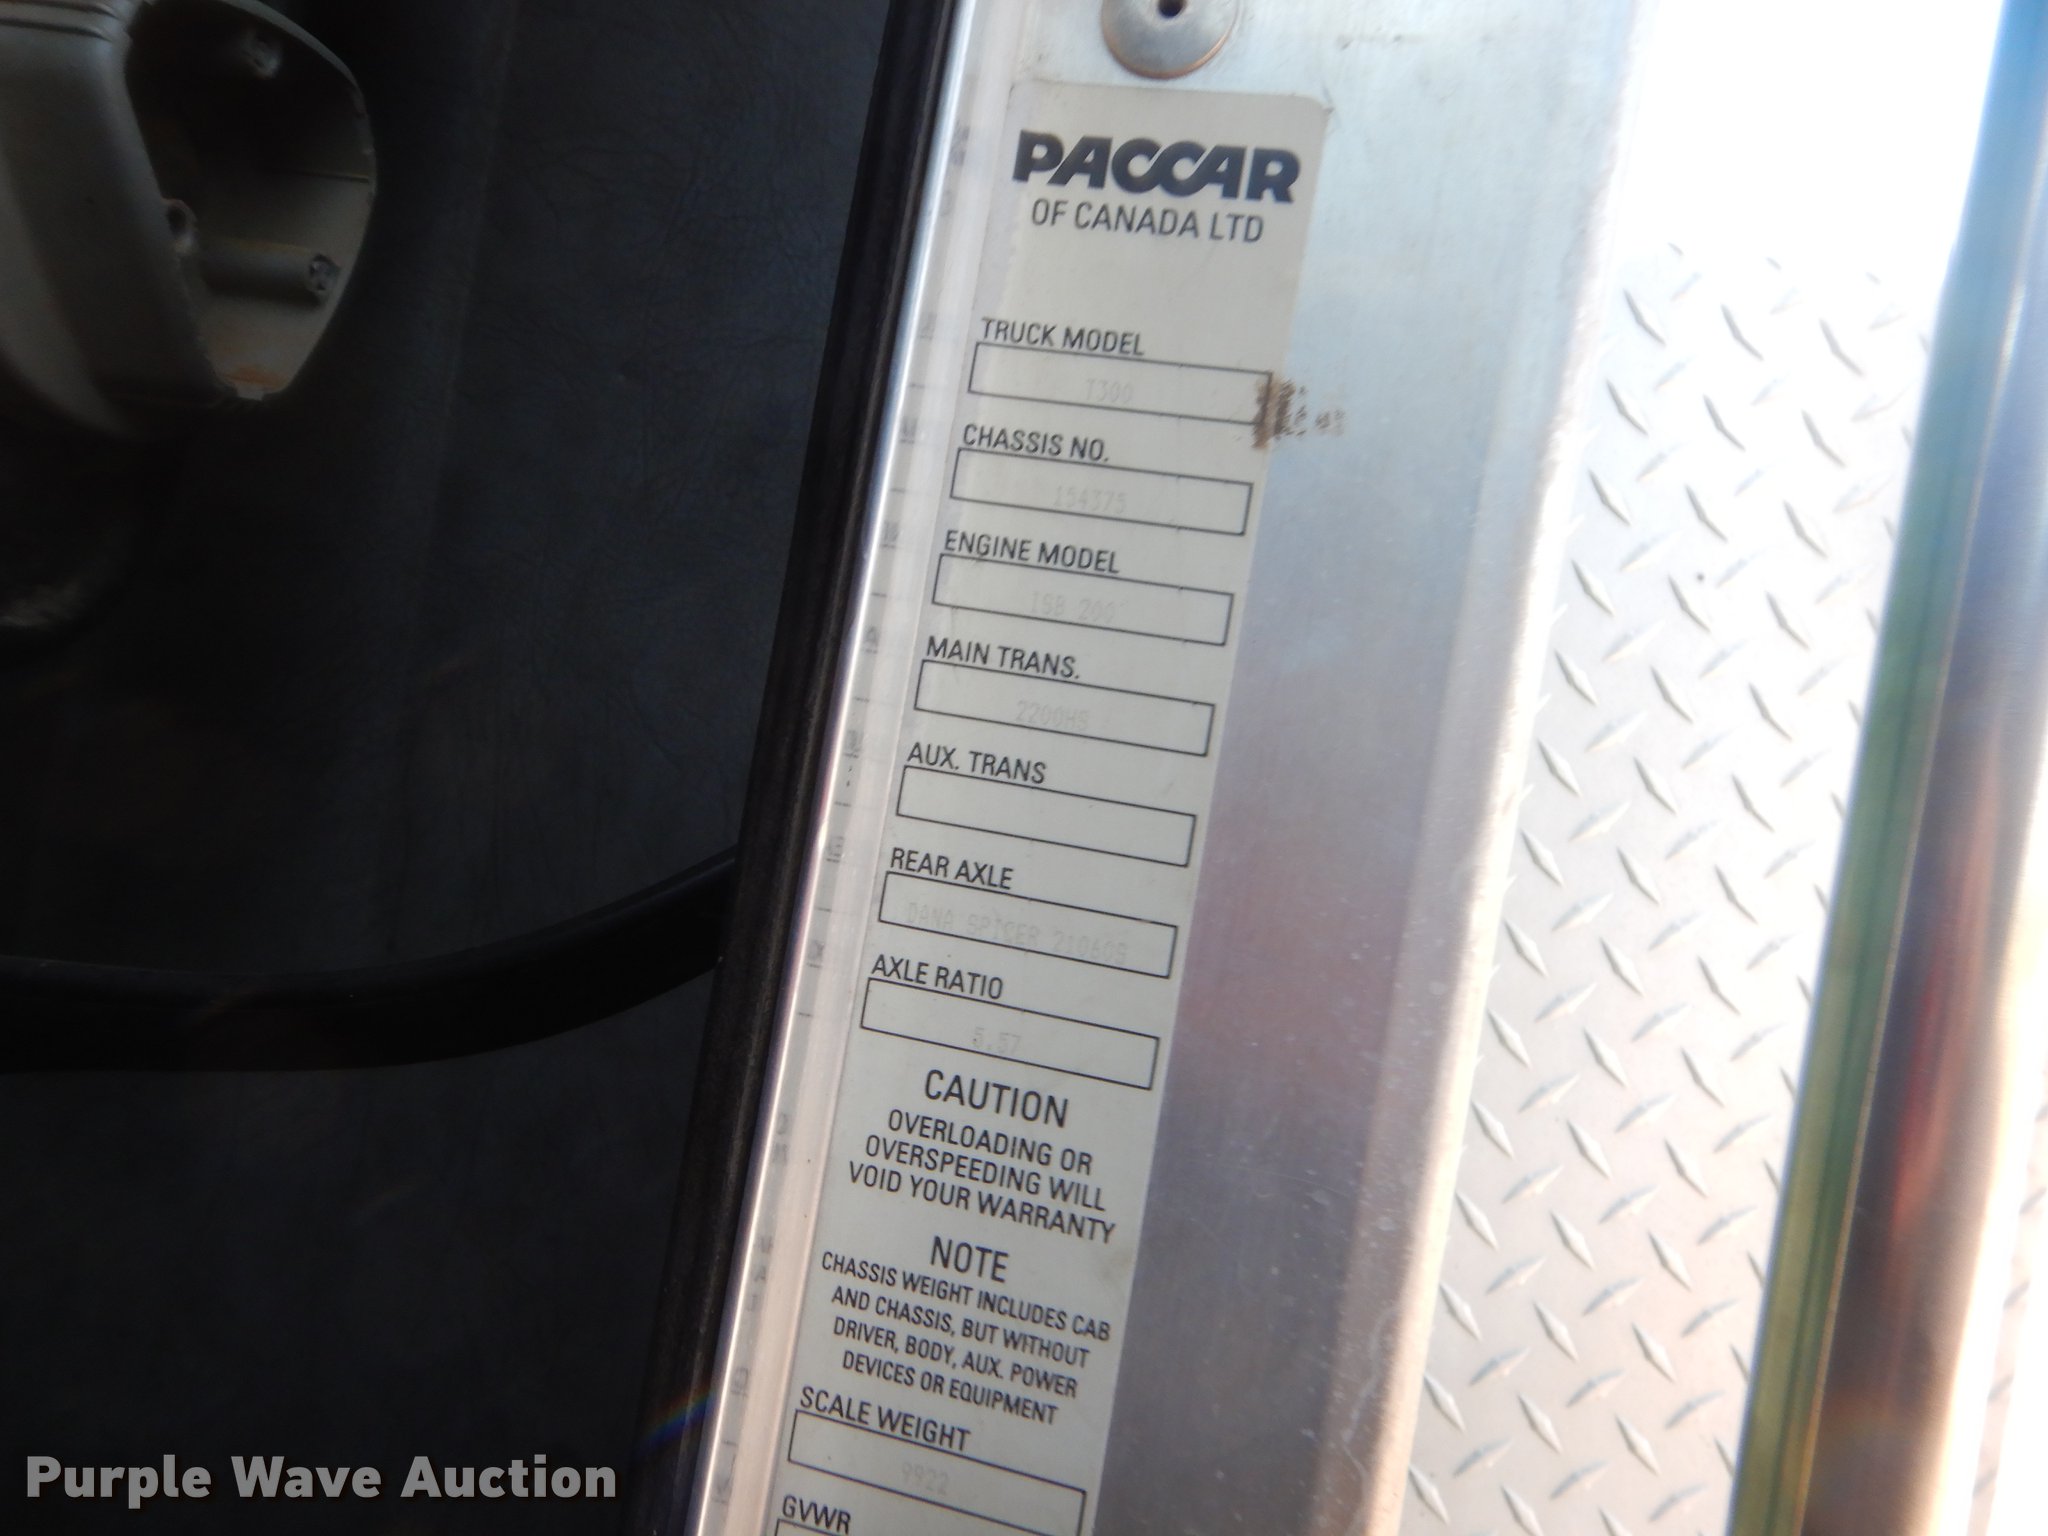 PACCAR
OF CANADA LTD
TRUCK MODEL
T300
CHASSIS NO.
154375
ENGINE MODEL
ISB 200
MAIN TRANS.
2200HS
AUX. TRANS
REAR AXLE
DANA SPICER 21060S
AXLE RATIO
5.57
CAUTION
OVERLOADING OR
OVERSPEEDING WILL
VOID YOUR WARRANTY
NOTE
CHASSIS WEIGHT INCLUDES CAB
AND CHASSIS, BUT WITHOUT
DRIVER, BODY, AUX. POWER
DEVICES OR EQUIPMENT
SCALE WEIGHT
9922
GVWR
Purple Wave Auction